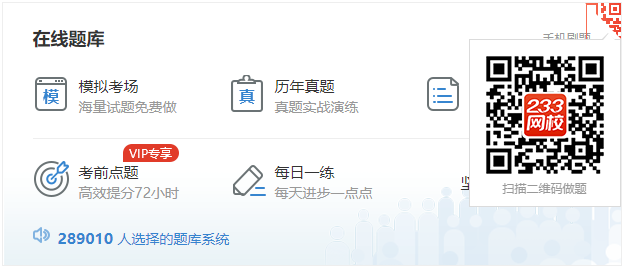 在线题库
手机刷题
模拟考场
海量试题免费做
历年真题
真题实战演练
模
真
233
网校
扫描二维码做题
VIP专享
考前点题
高效提分72小时
每日一练
每天进步一点点
289010 人选择的题库系统